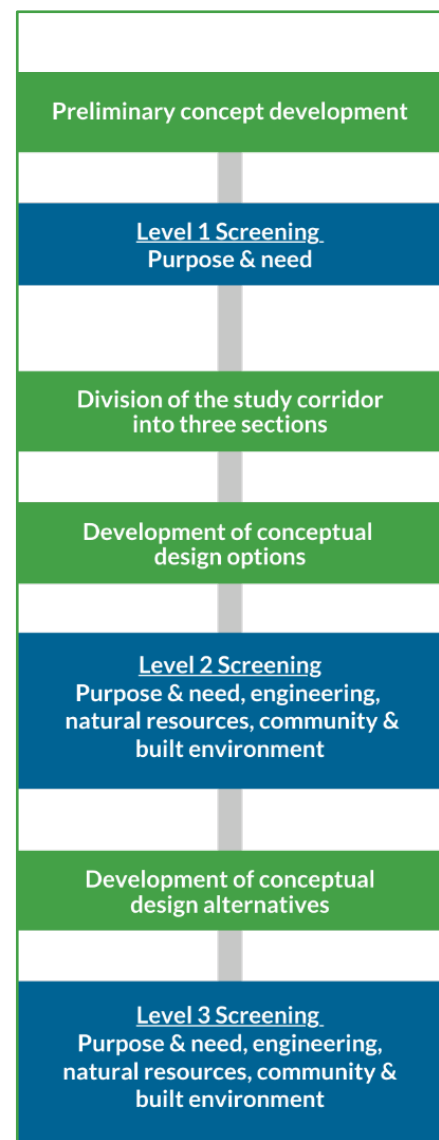 Preliminary concept development
Level 1 Screening
Purpose & need
Division of the study corridor
into three sections
Development of conceptual
design options
Level 2 Screening
Purpose & need, engineering,
natural resources, community &
built environment
Development of conceptual
design alternatives
Level 3 Screening
Purpose & need, engineering,
natural resources, community &
built environment